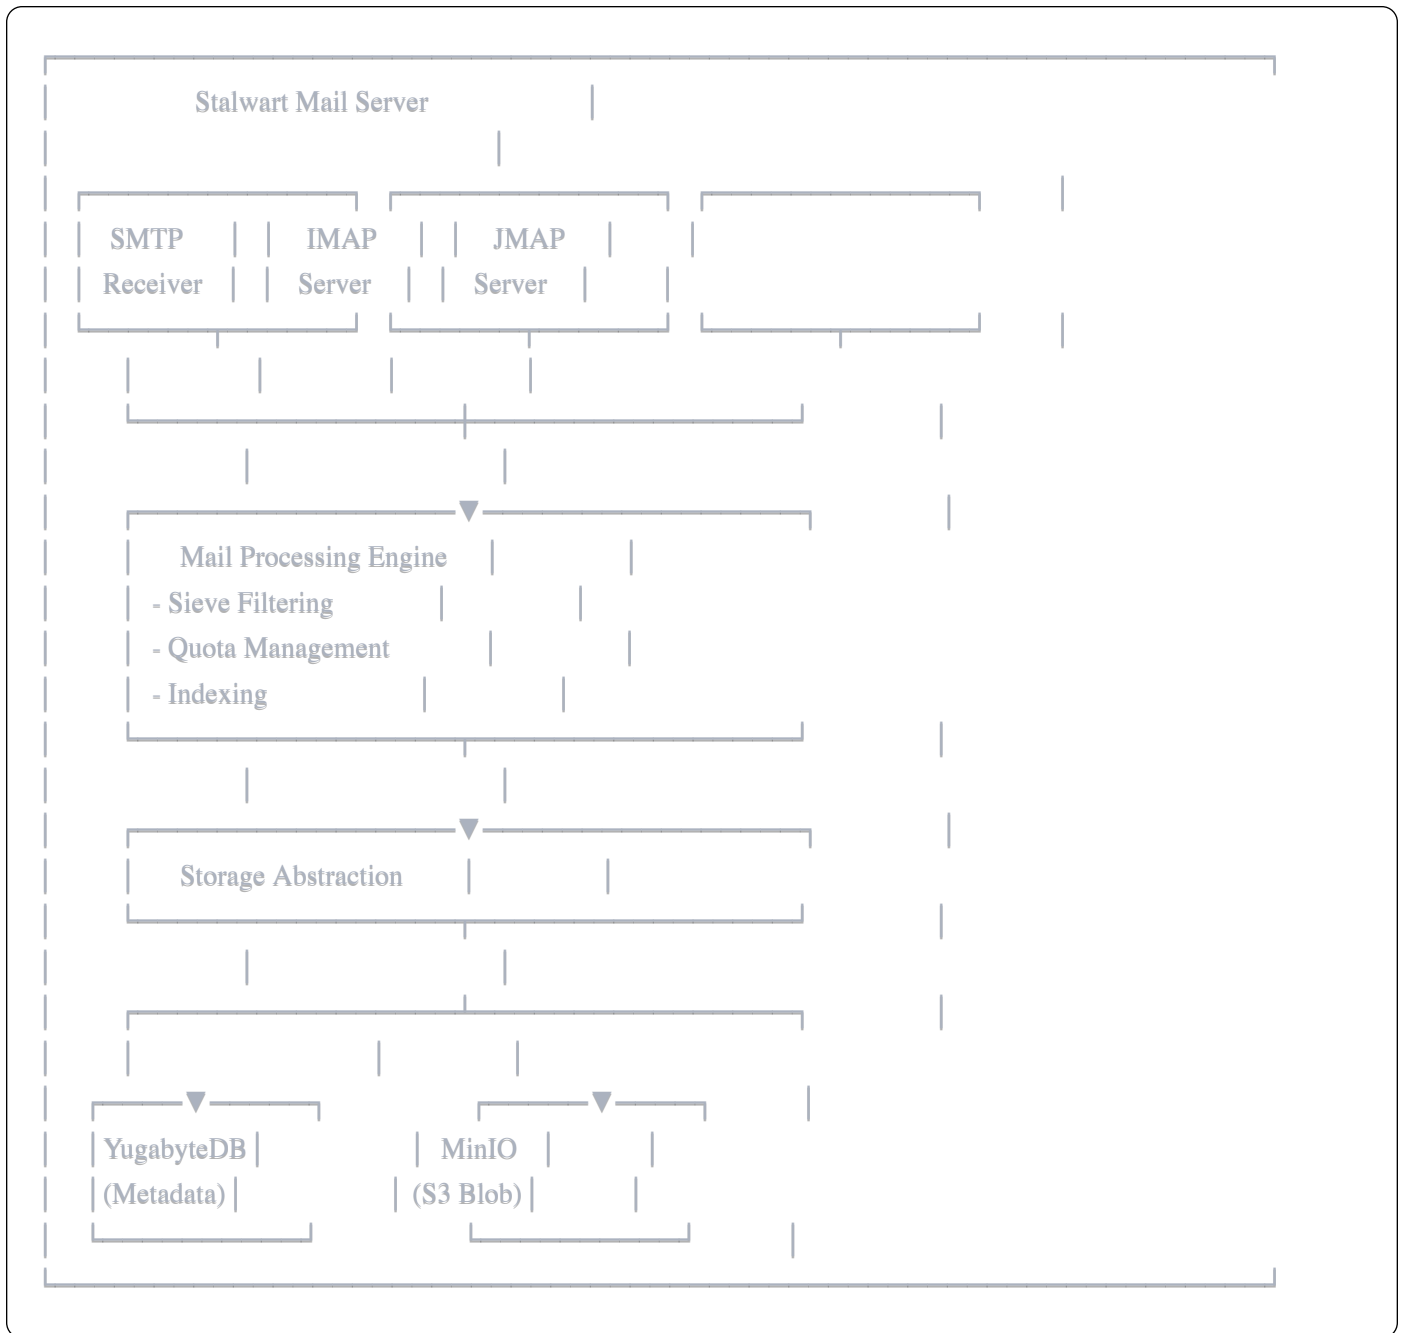 Stalwart Mail Server
SMTP IMAP JMAP
Receiver Server Server
Mail Processing Engine
- Sieve Filtering
- Quota Management
- Indexing
Storage Abstraction
YugabyteDB MinIO
(Metadata) (S3 Blob)